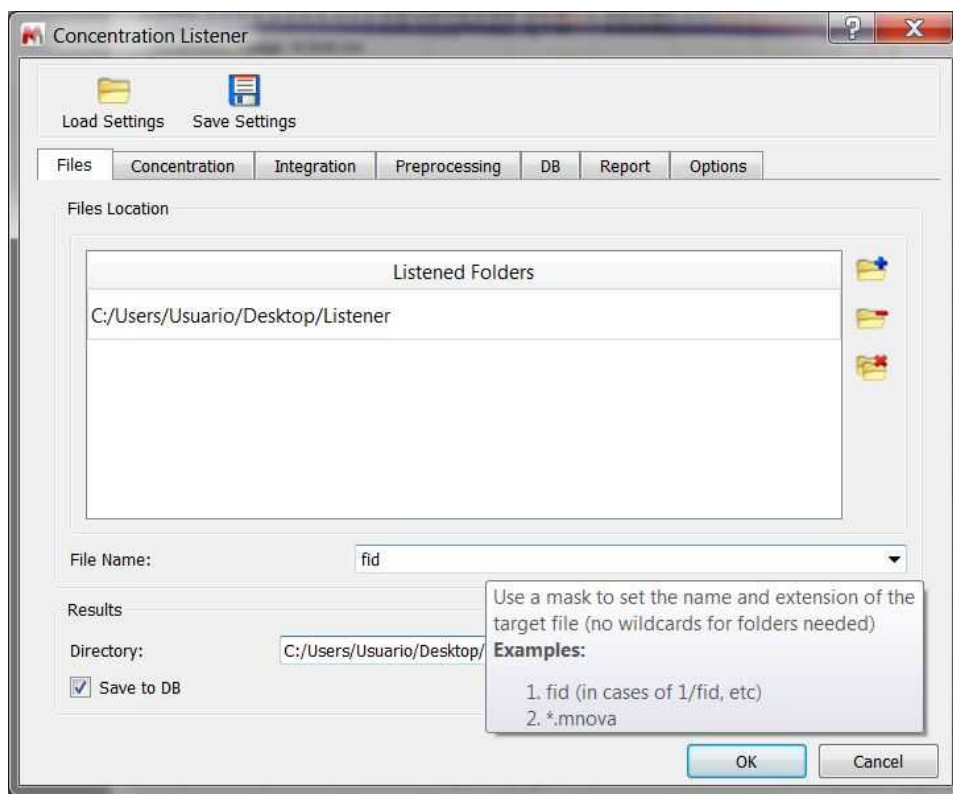 Concentration Listener
Load Settings Save Settings
Files Concentration Integration Preprocessing DB Report Options
Files Location
Listened Folders
C:/Users/Usuario/Desktop/Listener
File Name: fid
Use a mask to set the name and extension of the
target file (no wildcards for folders needed)
Results
Directory: C:/Users/Usuario/Desktop/
Examples:
Save to DB
1. fid (in cases of 1/fid, etc)
2. *.mnova
OK Cancel